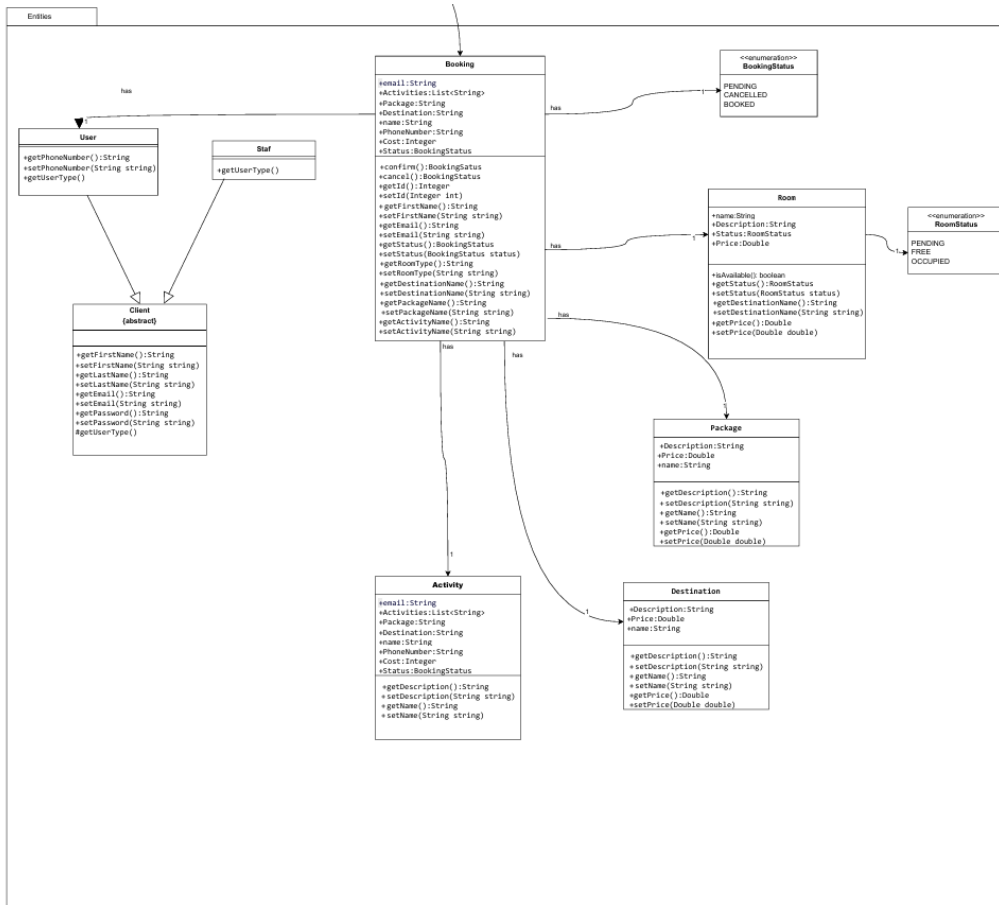 Entities
has
1
User
+getPhoneNumber():String
+setPhoneNumber(String string)
+getUserType()
Staf
+getUserType()
Client
{abstract}
+getFirstName():String
+setFirstName(String string)
+getLastName():String
+setLastName(String string)
+getEmail():String
+setEmail(String string)
+getPassword():String
+setPassword(String string)
#getUserType()
Booking
+email:String
+Activities:List<String>
+Package:String
+Destination:String
+name:String
+PhoneNumber:String
+Cost:Integer
+Status:BookingStatus
+confirm():BookingSatus
+cancel():BookingStatus
+getId():Integer
+setId(Integer int)
+getFirstName():String
+setFirstName(String string)
+getEmail():String
+setEmail(String string)
+getStatus():BookingStatus
+setStatus(BookingStatus status)
+getRoomType():String
+setRoomType(String string)
+getDestinationName():String
+setDestinationName(String string)
+getPackageName():String
+setPackageName(String string)
+getActivityName():String
+setActivityName(String string)
has
1
<<enumeration>>
BookingStatus
PENDING
CANCELLED
BOOKED
has
1
Room
+name:String
+Description:String
+Status:RoomStatus
+Price:Double
+isAvailable(): boolean
+getStatus():RoomStatus
+setStatus(RoomStatus status)
+getDestinationName():String
+setDestinationName(String string)
+getPrice():Double
+setPrice(Double double)
1
<<enumeration>>
RoomStatus
PENDING
FREE
OCCUPIED
has
1
Package
+Description:String
+Price:Double
+name:String
+getDescription():String
+setDescription(String string)
+getName():String
+setName(String string)
+getPrice():Double
+setPrice(Double double)
has
1
Activity
+email:String
+Activities:List<String>
+Package:String
+Destination:String
+name:String
+PhoneNumber:String
+Cost:Integer
+Status:BookingStatus
+getDescription():String
+setDescription(String string)
+getName():String
+setName(String string)
has
1
Destination
+Description:String
+Price:Double
+name:String
+getDescription():String
+setDescription(String string)
+getName():String
+setName(String string)
+getPrice():Double
+setPrice(Double double)